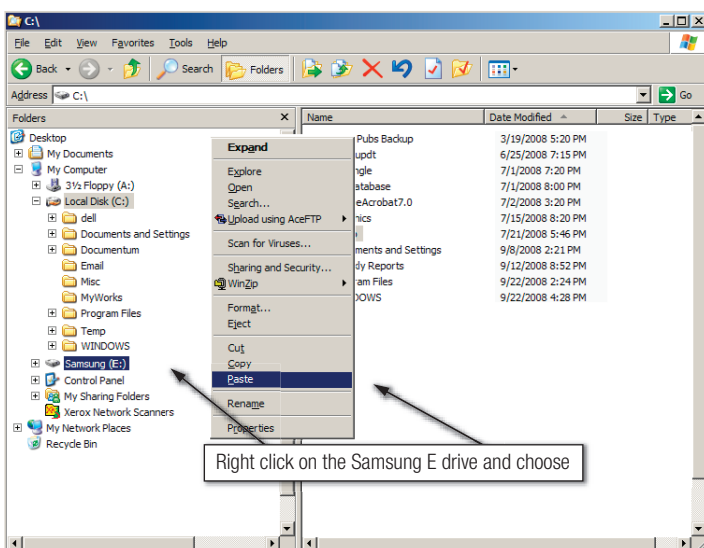 C:\
File Edit View Favorites Tools Help
Back Search Folders
Address C:\ Go
Folders x Name Date Modified Size Type
Desktop
My Documents
My Computer
3½ Floppy (A:)
Local Disk (C:)
dell
Documents and Settings
Documentum
Email
Misc
MyWorks
Program Files
Temp
WINDOWS
Samsung (E:)
Control Panel
My Sharing Folders
Xerox Network Scanners
My Network Places
Recycle Bin
Expand
Explore
Open
Search...
Upload using AceFTP
Scan for Viruses...
Sharing and Security...
WinZip
Format...
Eject
Cut
Copy
Paste
Rename
Properties
Pubs Backup 3/19/2008 5:20 PM
updt 6/25/2008 7:15 PM
ngle 7/1/2008 7:20 PM
atabase 7/1/2008 8:00 PM
eAcrobat7.0 7/2/2008 3:20 PM
nics 7/15/2008 8:20 PM
7/21/2008 5:46 PM
ments and Settings 9/8/2008 2:21 PM
dy Reports 9/12/2008 8:52 PM
ram Files 9/22/2008 2:24 PM
DOWS 9/22/2008 4:28 PM
Right click on the Samsung E drive and choose